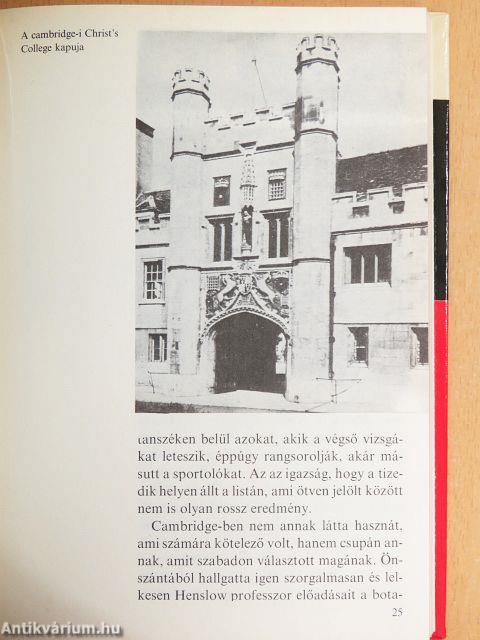 A cambridge-i Christ's
College kapuja
tanszéken belül azokat, akik a végső vizsgá-
kat leteszik, éppúgy rangsorolják, akár má-
sutt a sportolókat. Az az igazság, hogy a tize-
dik helyen állt a listán, ami ötven jelölt között
nem is olyan rossz eredmény.
Cambridge-ben nem annak látta hasznát,
ami számára kötelező volt, hanem csupán an-
nak, amit szabadon választott magának. Ön-
szántából hallgatta igen szorgalmasan és lel-
kesen Henslow professzor előadásait a bota-
25
Antikvárium.hu